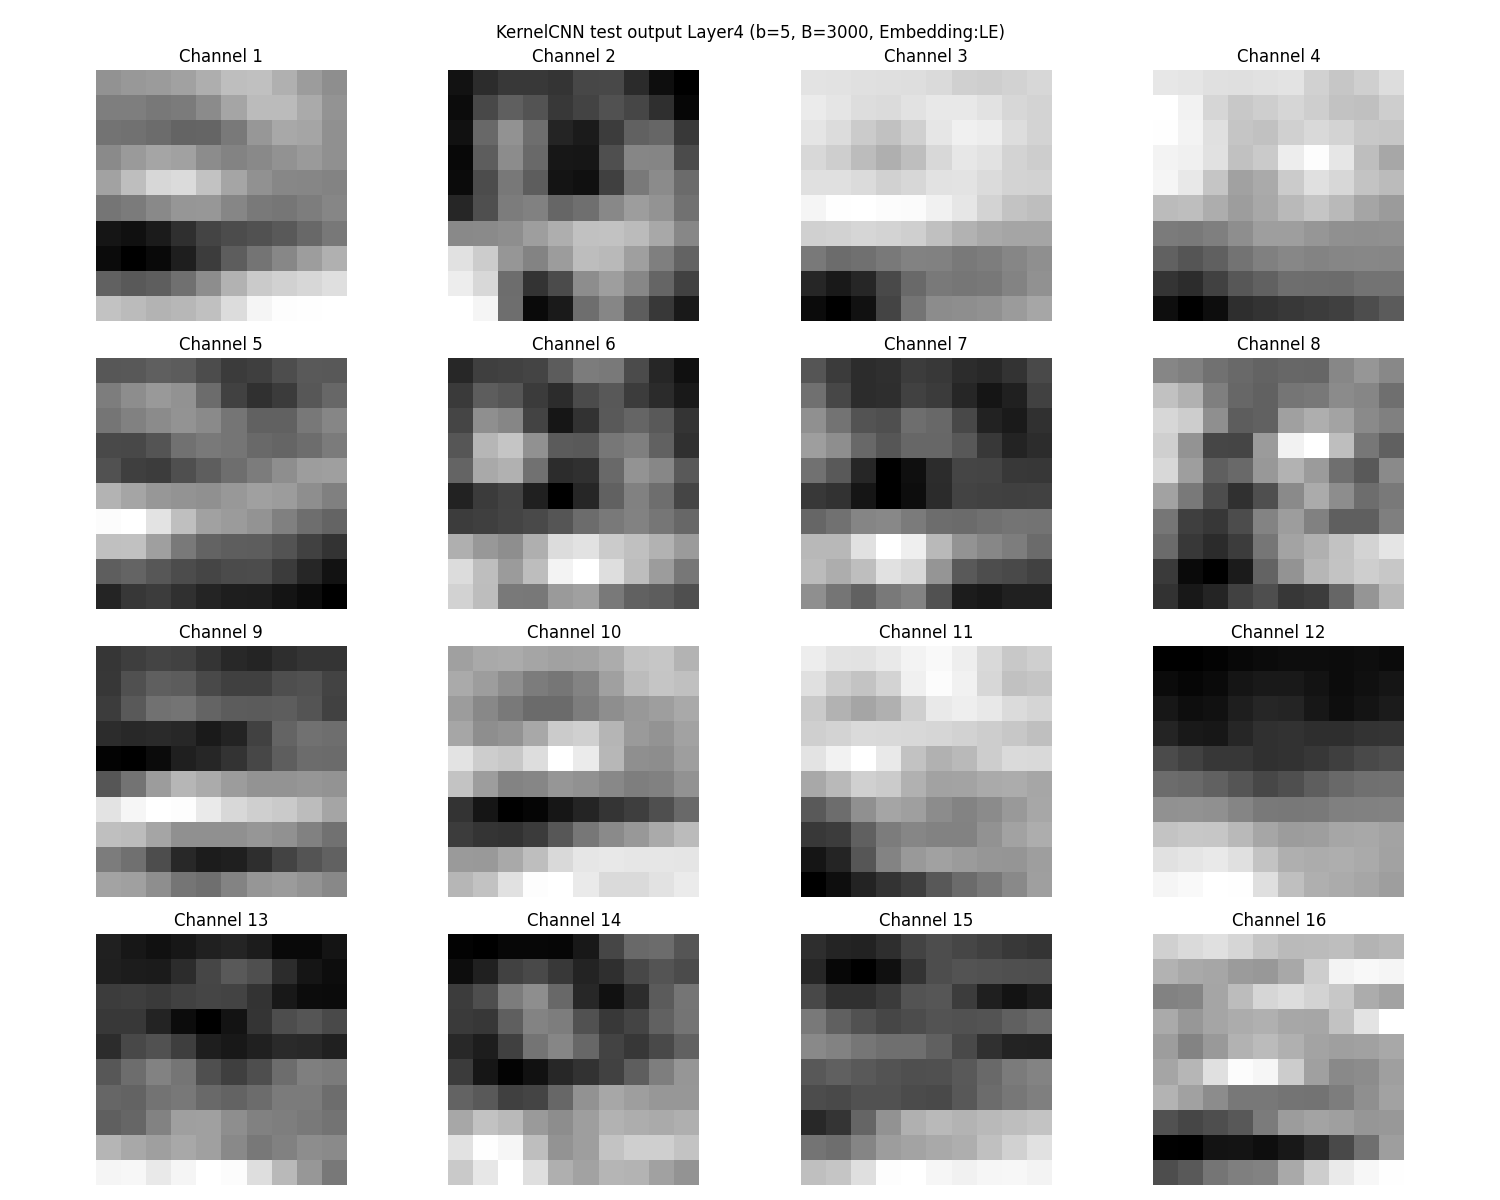 KernelCNN test output Layer4 (b=5, B=3000, Embedding:LE)
Channel 1
Channel 2
Channel 3
Channel 4
Channel 5
Channel 6
Channel 7
Channel 8
Channel 9
Channel 10
Channel 11
Channel 12
Channel 13
Channel 14
Channel 15
Channel 16